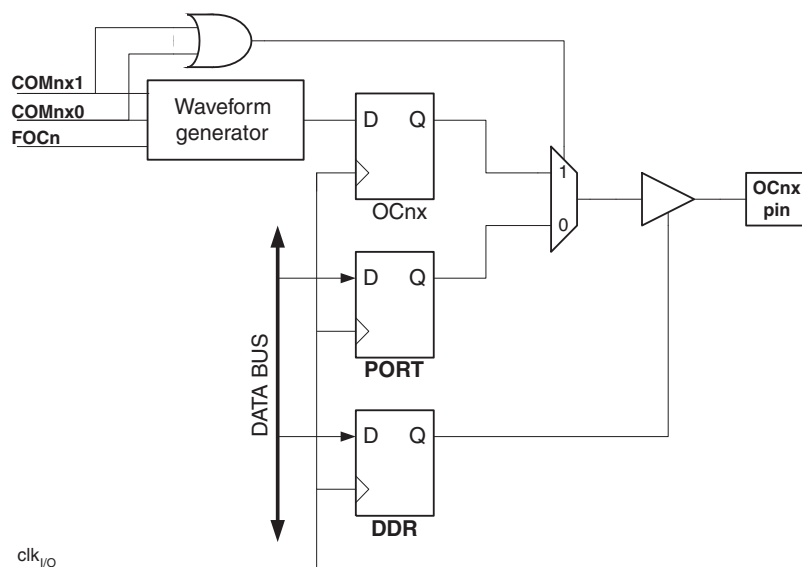 COMnx1
COMnx0
FOCn
Waveform
generator
D Q
OCnx
1
0
OCnx
pin
DATA BUS
D Q
PORT
D Q
DDR
clkI/O